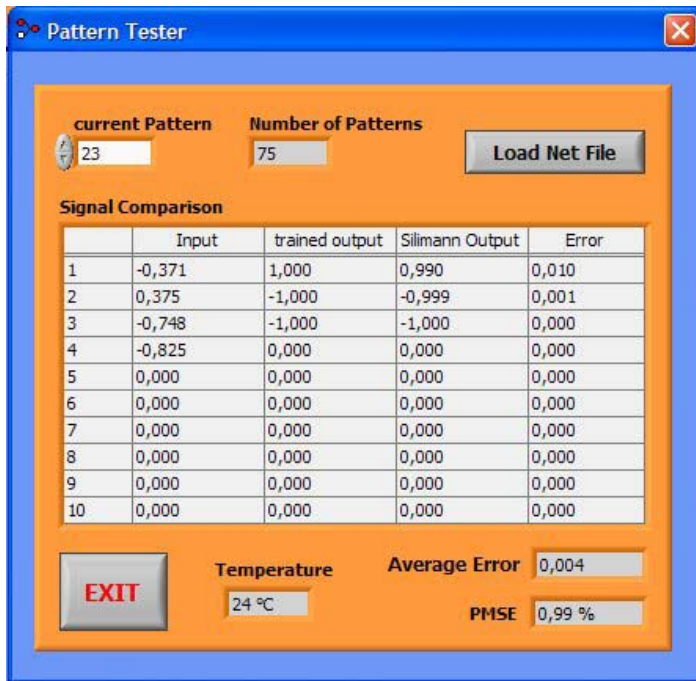 Pattern Tester
current Pattern Number of Patterns
23 75 Load Net File
Signal Comparison
Input trained output Silimann Output Error
1 -0,371 1,000 0,990 0,010
2 0,375 -1,000 -0,999 0,001
3 -0,748 -1,000 -1,000 0,000
4 -0,825 0,000 0,000 0,000
5 0,000 0,000 0,000 0,000
6 0,000 0,000 0,000 0,000
7 0,000 0,000 0,000 0,000
8 0,000 0,000 0,000 0,000
9 0,000 0,000 0,000 0,000
10 0,000 0,000 0,000 0,000
EXIT Temperature Average Error 0,004
24 ºC PMSE 0,99 %